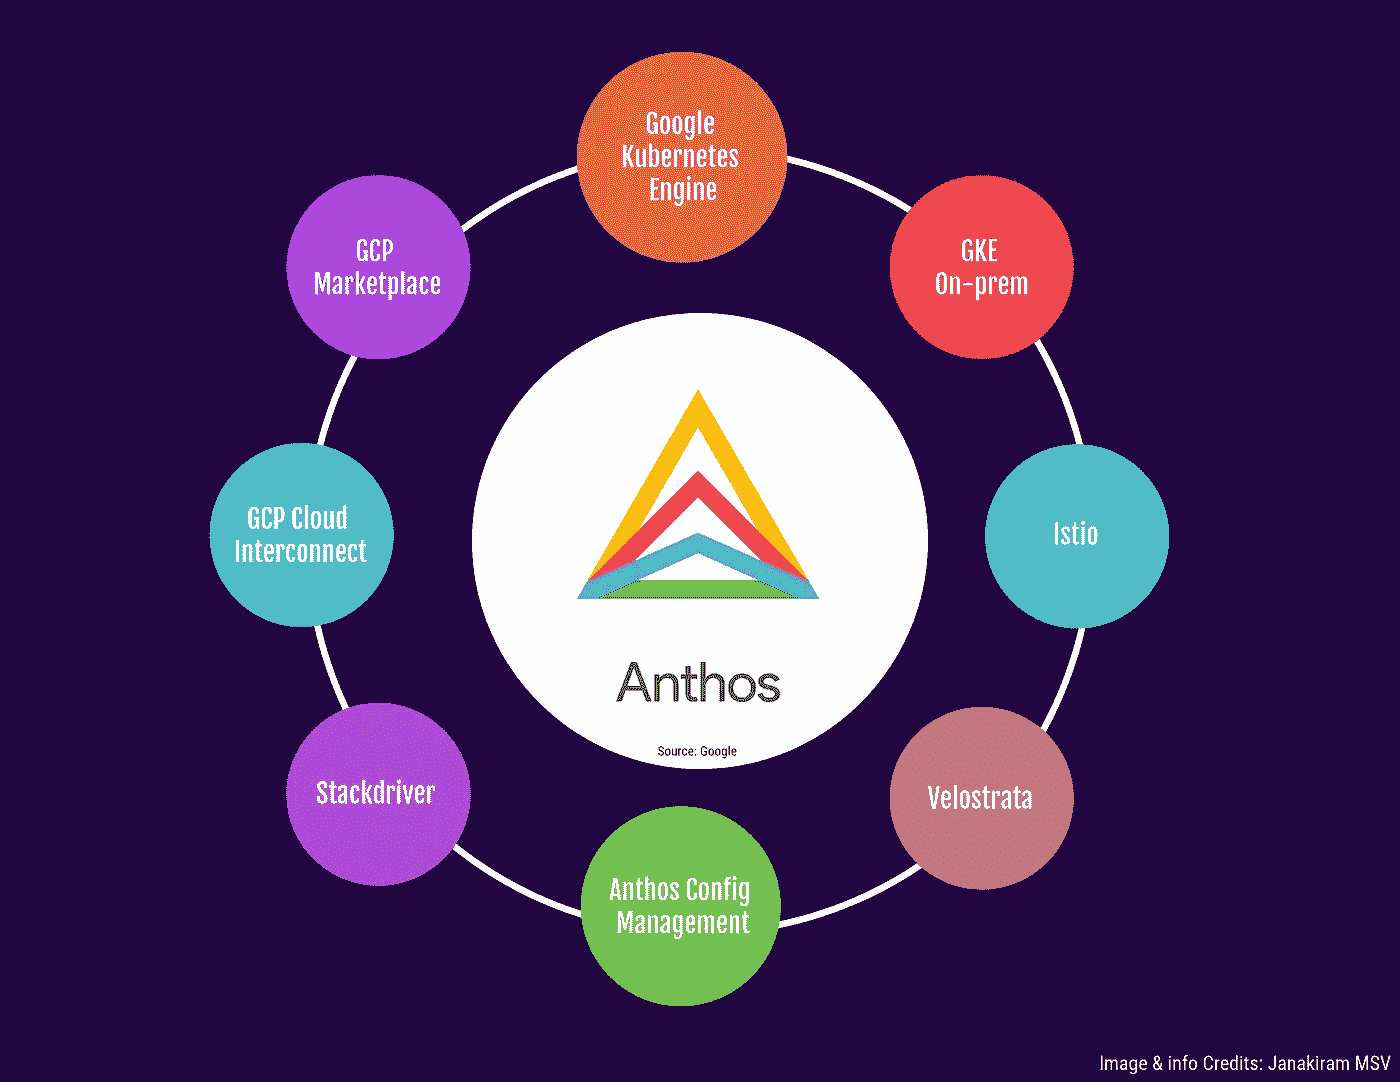 Google
Kubernetes
Engine
GCP
Marketplace
GKE
On-prem
GCP Cloud
Interconnect
Istio
Anthos
Source: Google
Stackdriver
Velostrata
Anthos Config
Management
Image & info Credits: Janakiram MSV